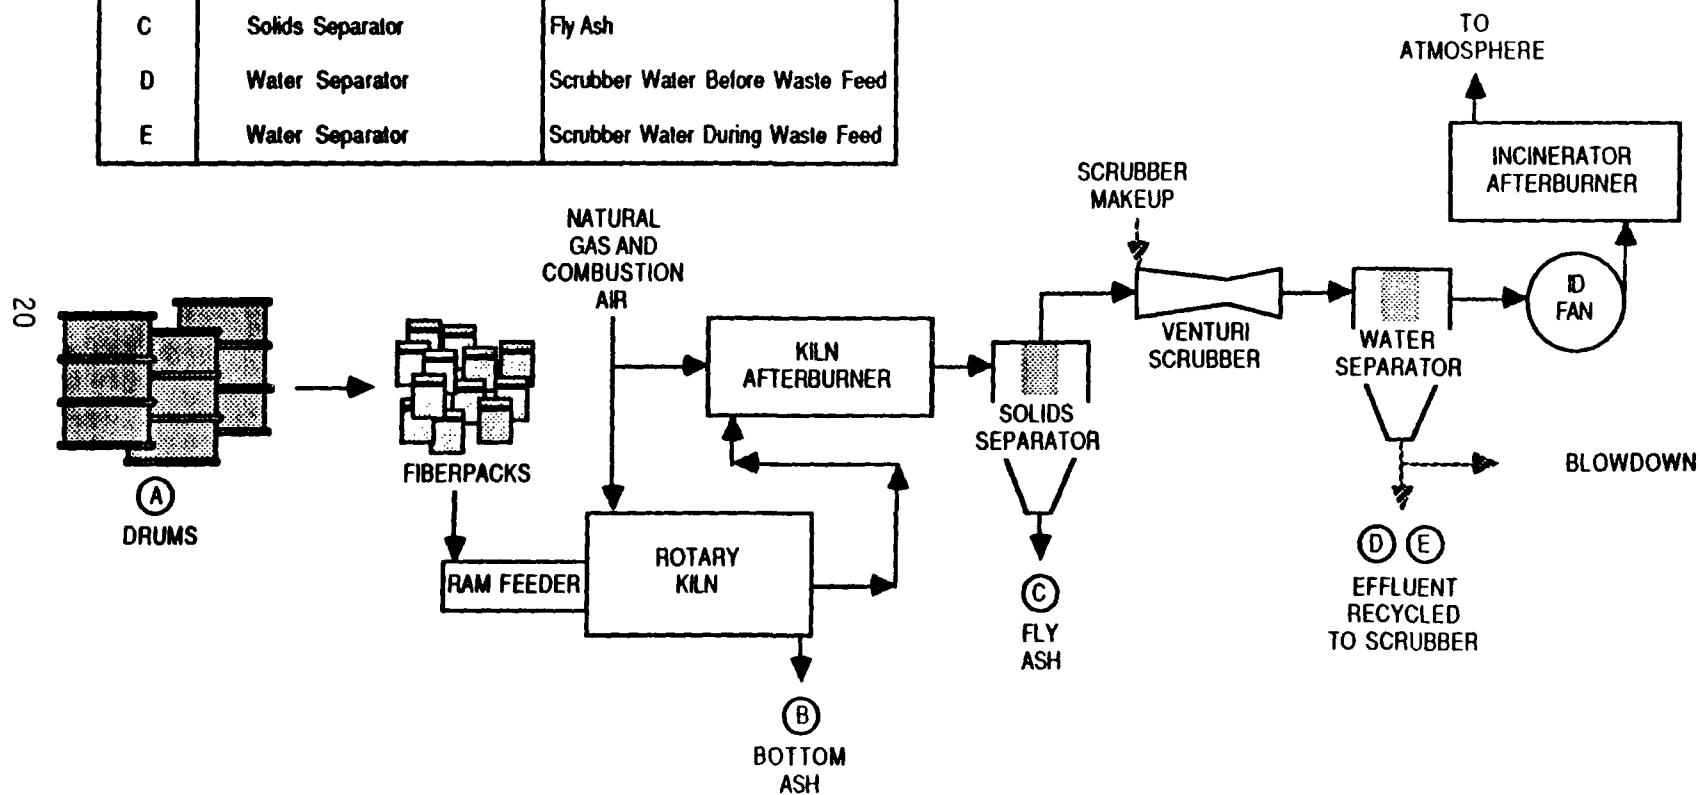 C Solids Separator Fly Ash
D Water Separator Scrubber Water Before Waste Feed
E Water Separator Scrubber Water During Waste Feed
TO
ATMOSPHERE
INCINERATOR
AFTERBURNER
SCRUBBER
MAKEUP
NATURAL
GAS AND
COMBUSTION
AIR
20
ID
FAN
VENTURI
SCRUBBER
WATER
SEPARATOR
KILN
AFTERBURNER
SOLIDS
SEPARATOR
FIBERPACKS
BLOWDOWN
A
DRUMS
RAM FEEDER
ROTARY
KILN
C
FLY
ASH
D E
EFFLUENT
RECYCLED
TO SCRUBBER
B
BOTTOM
ASH